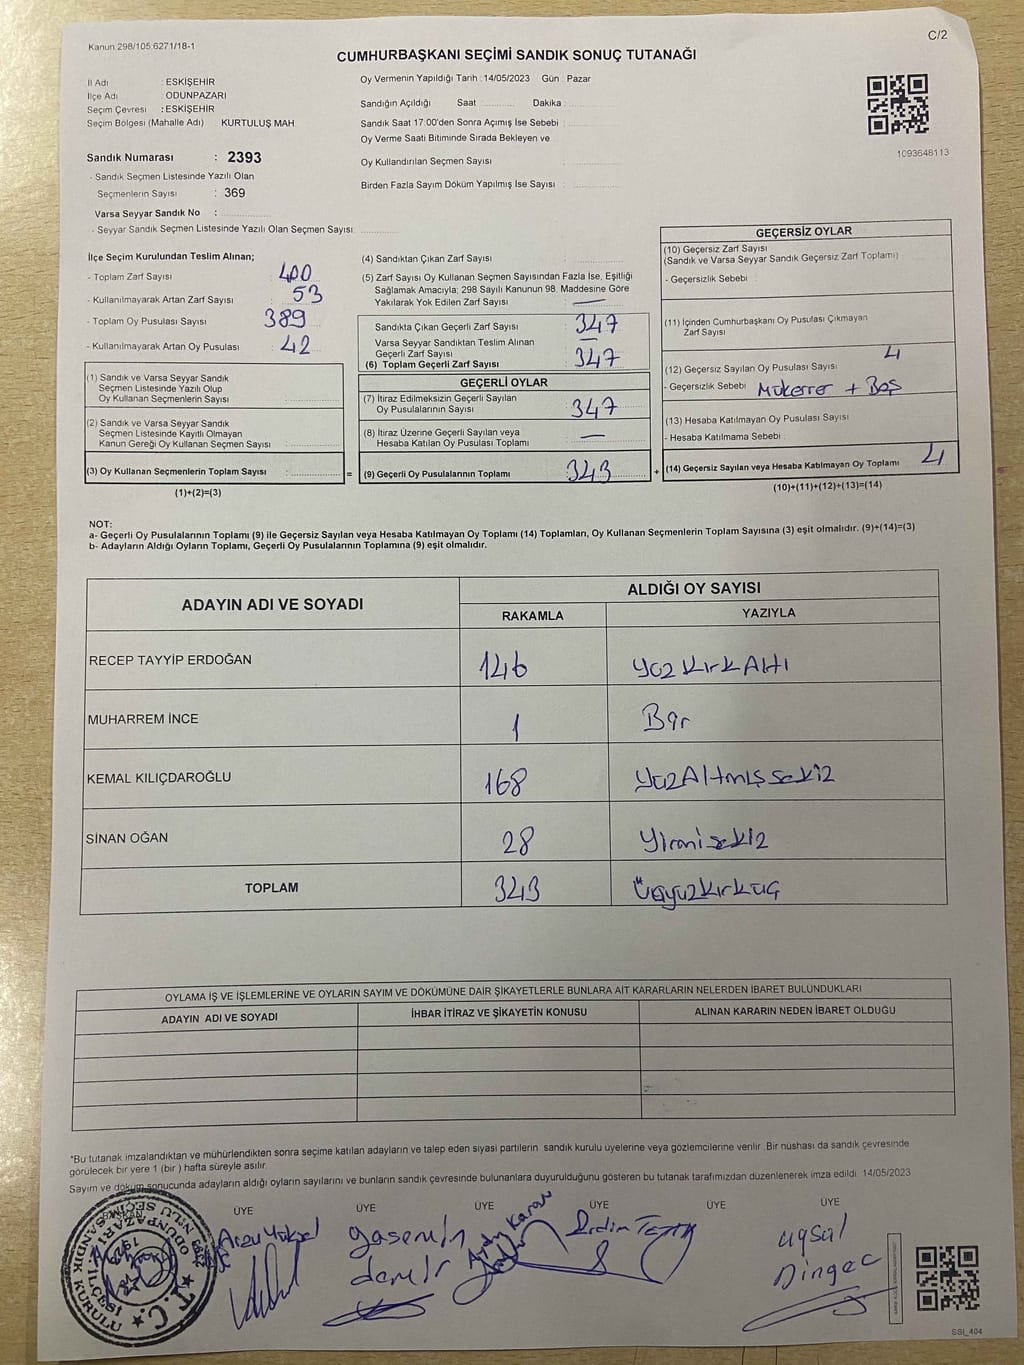 Kanun 298/105;6271/18-1
C/2
CUMHURBAŞKANI SEÇİMİ SANDIK SONUÇ TUTANAĞI
İl Adı : ESKİŞEHİR
İlçe Adı : ODUNPAZARI
Seçim Çevresi : ESKİŞEHİR
Seçim Bölgesi (Mahalle Adı) KURTULUŞ MAH
Sandık Numarası : 2393
- Sandık Seçmen Listesinde Yazılı Olan
Seçmenlerin Sayısı : 369
Varsa Seyyar Sandık No :
- Seyyar Sandık Seçmen Listesinde Yazılı Olan Seçmen Sayısı
Oy Vermenin Yapıldığı Tarih : 14/05/2023 Gün : Pazar
Sandığın Açıldığı Saat Dakika :
Sandık Saat 17:00'den Sonra Açımış İse Sebebi :
Oy Verme Saati Bitiminde Sırada Bekleyen ve
Oy Kullandırılan Seçmen Sayısı :
Birden Fazla Sayım Döküm Yapılmış İse Sayısı :
1093648113
İlçe Seçim Kurulundan Teslim Alınan;
- Toplam Zarf Sayısı : 400
- Kullanılmayarak Artan Zarf Sayısı : 53
- Toplam Oy Pusulası Sayısı : 389
- Kullanılmayarak Artan Oy Pusulası : 42
(1) Sandık ve Varsa Seyyar Sandık
Seçmen Listesinde Yazılı Olup
Oy Kullanan Seçmenlerin Sayısı :
(2) Sandık ve Varsa Seyyar Sandık
Seçmen Listesinde Kayıtlı Olmayan
Kanun Gereği Oy Kullanan Seçmen Sayısı :
(3) Oy Kullanan Seçmenlerin Toplam Sayısı : =
(1)+(2)=(3)
(4) Sandıktan Çıkan Zarf Sayısı :
(5) Zarf Sayısı Oy Kullanan Seçmen Sayısından Fazla İse, Eşitliği
Sağlamak Amacıyla; 298 Sayılı Kanunun 98. Maddesine Göre
Yakılarak Yok Edilen Zarf Sayısı : —
Sandıkta Çıkan Geçerli Zarf Sayısı : 347
Varsa Seyyar Sandıktan Teslim Alınan
Geçerli Zarf Sayısı : —
(6) Toplam Geçerli Zarf Sayısı : 347
GEÇERLİ OYLAR
(7) İtiraz Edilmeksizin Geçerli Sayılan
Oy Pusulalarının Sayısı : 347
(8) İtiraz Üzerine Geçerli Sayılan veya
Hesaba Katılan Oy Pusulası Toplamı : —
(9) Geçerli Oy Pusulalarının Toplamı : 343 +
GEÇERSİZ OYLAR
(10) Geçersiz Zarf Sayısı
(Sandık ve Varsa Seyyar Sandık Geçersiz Zarf Toplamı)
- Geçersizlik Sebebi :
(11) İçinden Cumhurbaşkanı Oy Pusulası Çıkmayan
Zarf Sayısı
(12) Geçersiz Sayılan Oy Pusulası Sayısı 4
- Geçersizlik Sebebi : Mükerrer + Boş
(13) Hesaba Katılmayan Oy Pusulası Sayısı
- Hesaba Katılmama Sebebi :
(14) Geçersiz Sayılan veya Hesaba Katılmayan Oy Toplamı 4
(10)+(11)+(12)+(13)=(14)
NOT:
a- Geçerli Oy Pusulalarının Toplamı (9) ile Geçersiz Sayılan veya Hesaba Katılmayan Oy Toplamı (14) Toplamları, Oy Kullanan Seçmenlerin Toplam Sayısına (3) eşit olmalıdır. (9)+(14)=(3)
b- Adayların Aldığı Oyların Toplamı, Geçerli Oy Pusulalarının Toplamına (9) eşit olmalıdır.
ADAYIN ADI VE SOYADI
ALDIĞI OY SAYISI
RAKAMLA YAZIYLA
RECEP TAYYİP ERDOĞAN 146 yüz kırk Altı
MUHARREM İNCE 1 Bir
KEMAL KILIÇDAROĞLU 168 yüz Altmış sekiz
SİNAN OĞAN 28 yirmi sekiz
TOPLAM 343 Üçyüzkırküç
OYLAMA İŞ VE İŞLEMLERİNE VE OYLARIN SAYIM VE DÖKÜMÜNE DAİR ŞİKAYETLERLE BUNLARA AİT KARARLARIN NELERDEN İBARET BULUNDUKLARI
ADAYIN ADI VE SOYADI İHBAR İTİRAZ VE ŞİKAYETİN KONUSU ALINAN KARARIN NEDEN İBARET OLDUĞU
*Bu tutanak imzalandıktan ve mühürlendikten sonra seçime katılan adayların ve talep eden siyasi partilerin sandık kurulu üyelerine veya gözlemcilerine verilir. Bir nüshası da sandık çevresinde
görülecek bir yere 1 (bir) hafta süreyle asılır.
Sayım ve döküm sonucunda adayların aldığı oyların sayılarını ve bunların sandık çevresinde bulunanlara duyurulduğunu gösteren bu tutanak tarafımızdan düzenlenerek imza edildi. 14/05/2023
BAŞKAN ÜYE ÜYE ÜYE ÜYE ÜYE ÜYE
Arzu Yüksel
yasemin
demir
Erdim
uysal
Dingeç
T.C.
ODUNPAZARI
SANDIK KURULU
SSI_404